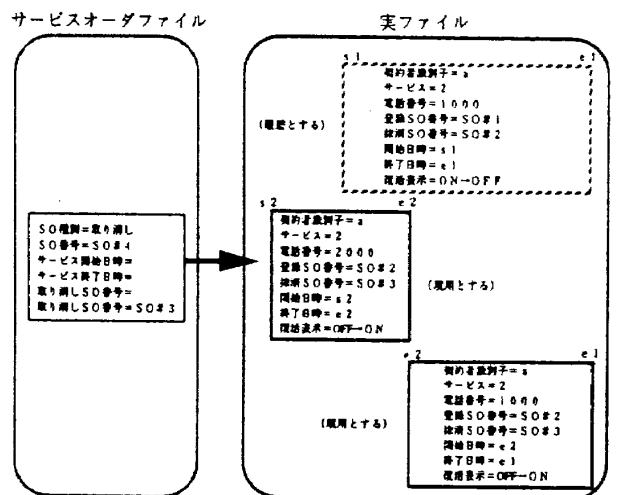 サービスオーダファイル
実ファイル
s1 e1
契約者識別子=a
サービス=2
電話番号=1000
登録SO番号=SO#1
抹消SO番号=SO#2
開始日時=s1
終了日時=e1
復活表示=ON→OFF
(履歴とする)
SO種別=取り消し
SO番号=SO#4
サービス開始日時=
サービス終了日時=
取り消しSO番号=
取り消しSO番号=SO#3
s2 e2
契約者識別子=a
サービス=2
電話番号=2000
登録SO番号=SO#2
抹消SO番号=SO#3
開始日時=s2
終了日時=e2
復活表示=OFF→ON
(現用とする)
e2 e1
契約者識別子=a
サービス=2
電話番号=1000
登録SO番号=SO#2
抹消SO番号=SO#3
開始日時=e2
終了日時=e1
復活表示=OFF→ON
(現用とする)